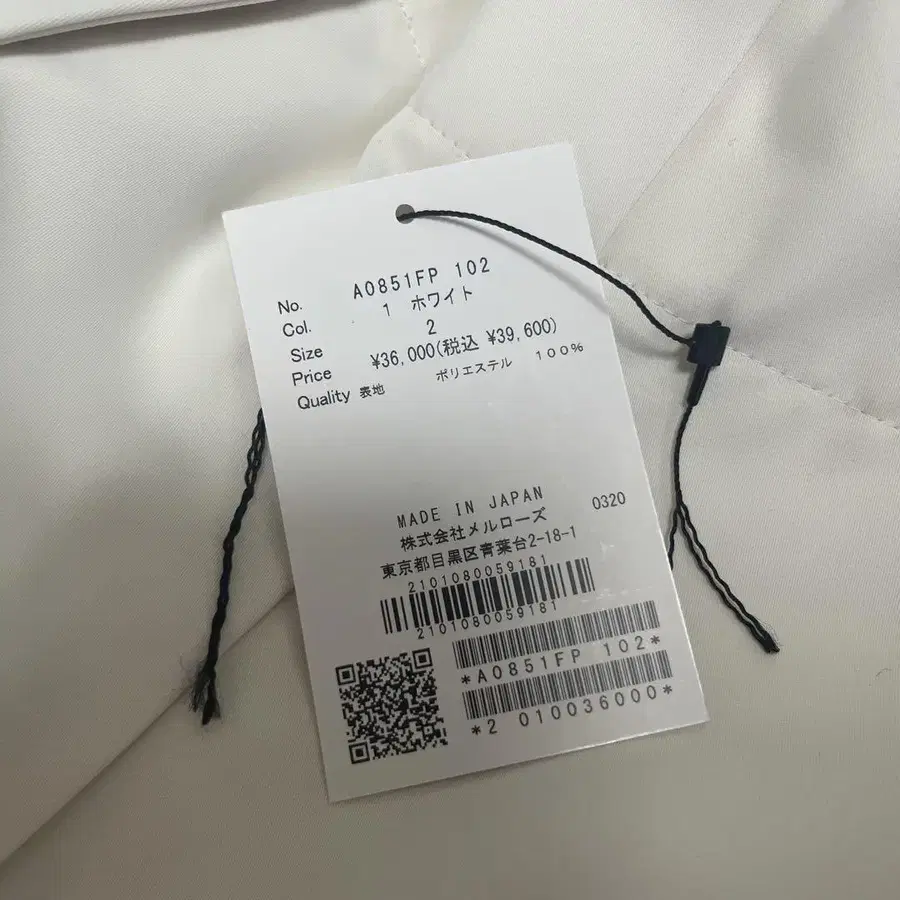 No. A0851FP 102
Col. 1 ホワイト
Size 2
Price ¥36,000(税込 ¥39,600)
Quality 表地 ポリエステル 100%
MADE IN JAPAN 0320
株式会社メルローズ
東京都目黒区青葉台2-18-1
2101080059181
2101080059181
*A0851FP 102*
*2 010036000*